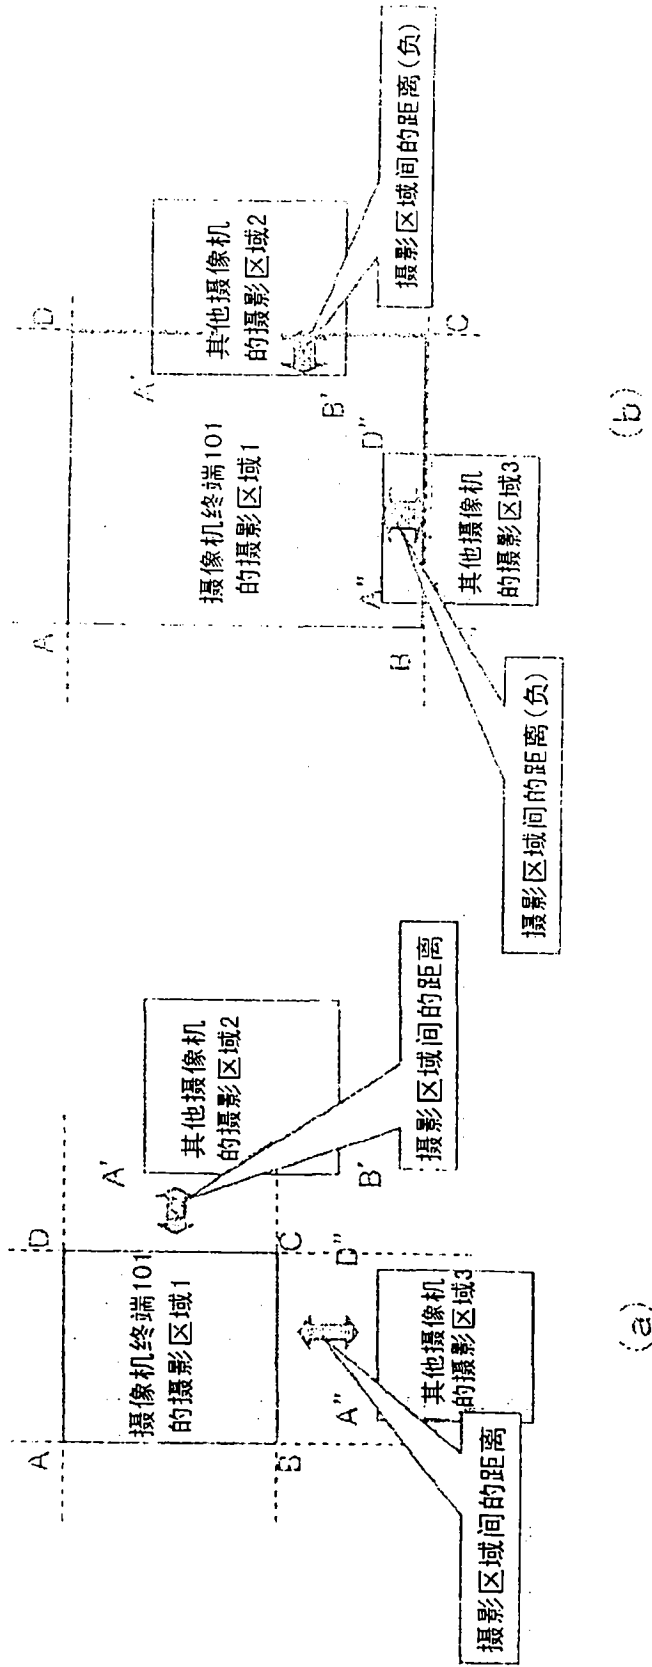 A
D
摄像机终端101
的摄影区域1
B
C
A'
其他摄像机
的摄影区域2
B'
A"
D"
其他摄像机
的摄影区域3
摄影区域间的距离
摄影区域间的距离
(a)
A
D
摄像机终端101
的摄影区域1
B
C
A'
其他摄像机
的摄影区域2
B'
A"
D"
其他摄像机
的摄影区域3
摄影区域间的距离(负)
摄影区域间的距离(负)
(b)